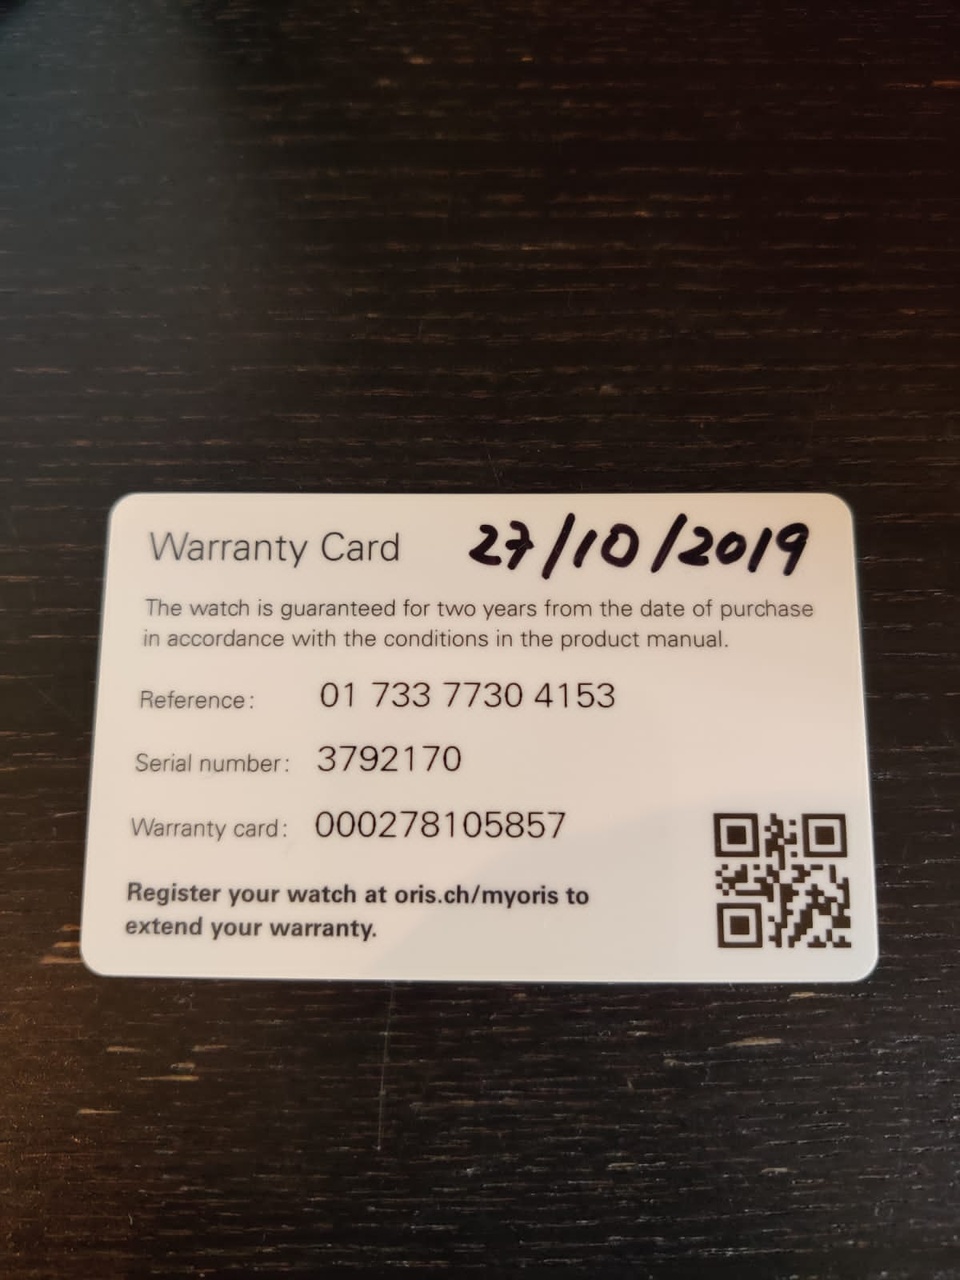 Warranty Card 27/10/2019
The watch is guaranteed for two years from the date of purchase
in accordance with the conditions in the product manual.
Reference: 01 733 7730 4153
Serial number: 3792170
Warranty card: 000278105857
Register your watch at oris.ch/myoris to
extend your warranty.